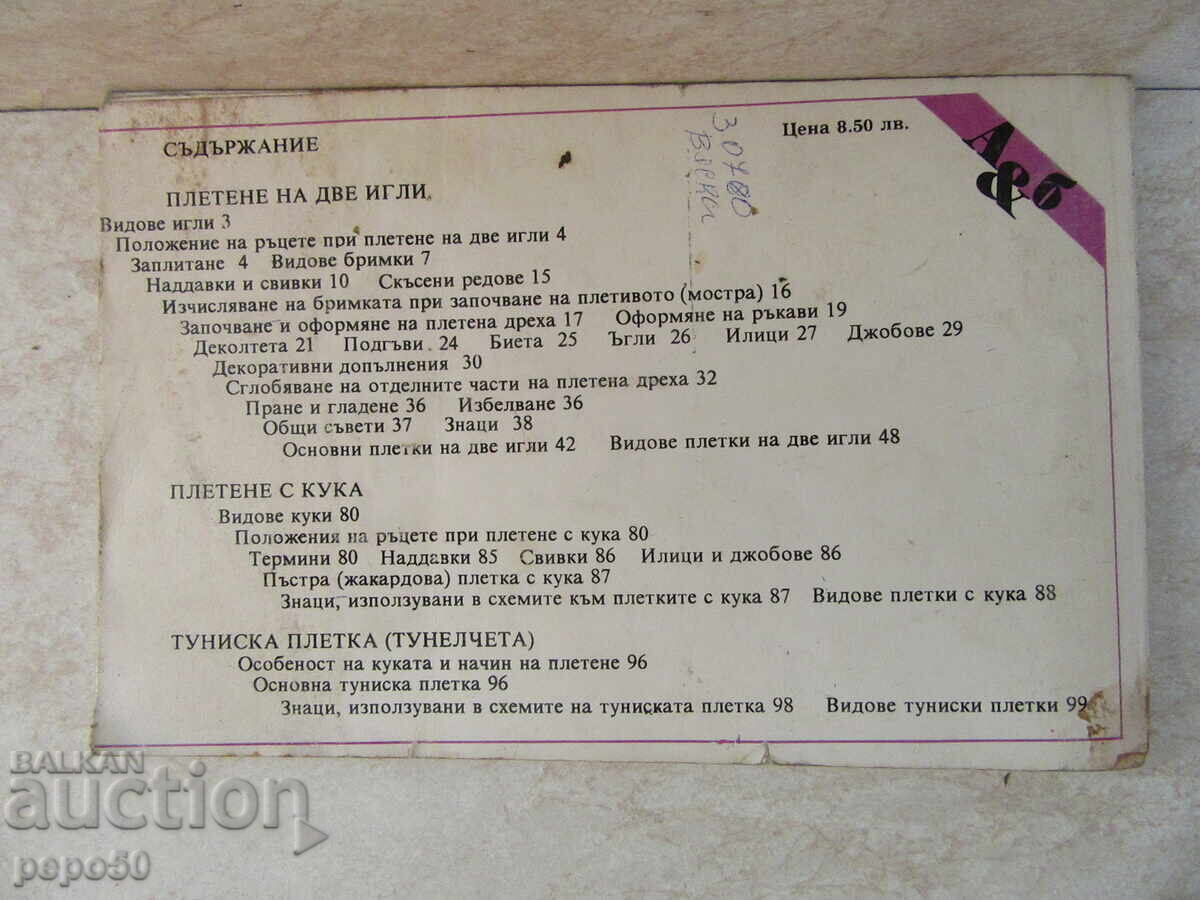 Цена 8.50 лв.
А
&б
СЪДЪРЖАНИЕ
ПЛЕТЕНЕ НА ДВЕ ИГЛИ
Видове игли 3
Положение на ръцете при плетене на две игли 4
Заплитане 4 Видове бримки 7
Наддавки и свивки 10 Скъсени редове 15
Изчисляване на бримката при започване на плетивото (мостра) 16
Започване и оформяне на плетена дреха 17 Оформяне на ръкави 19
Деколтета 21 Подгъви 24 Биета 25 Ъгли 26 Илици 27 Джобове 29
Декоративни допълнения 30
Сглобяване на отделните части на плетена дреха 32
Пране и гладене 36 Избелване 36
Общи съвети 37 Знаци 38
Основни плетки на две игли 42 Видове плетки на две игли 48
ПЛЕТЕНЕ С КУКА
Видове куки 80
Положения на ръцете при плетене с кука 80
Термини 80 Наддавки 85 Свивки 86 Илици и джобове 86
Пъстра (жакардова) плетка с кука 87
Знаци, използувани в схемите към плетките с кука 87 Видове плетки с кука 88
ТУНИСКА ПЛЕТКА (ТУНЕЛЧЕТА)
Особеност на куката и начин на плетене 96
Основна туниска плетка 96
Знаци, използувани в схемите на туниската плетка 98 Видове туниски плетки 99
BALKAN
auction
pepo50